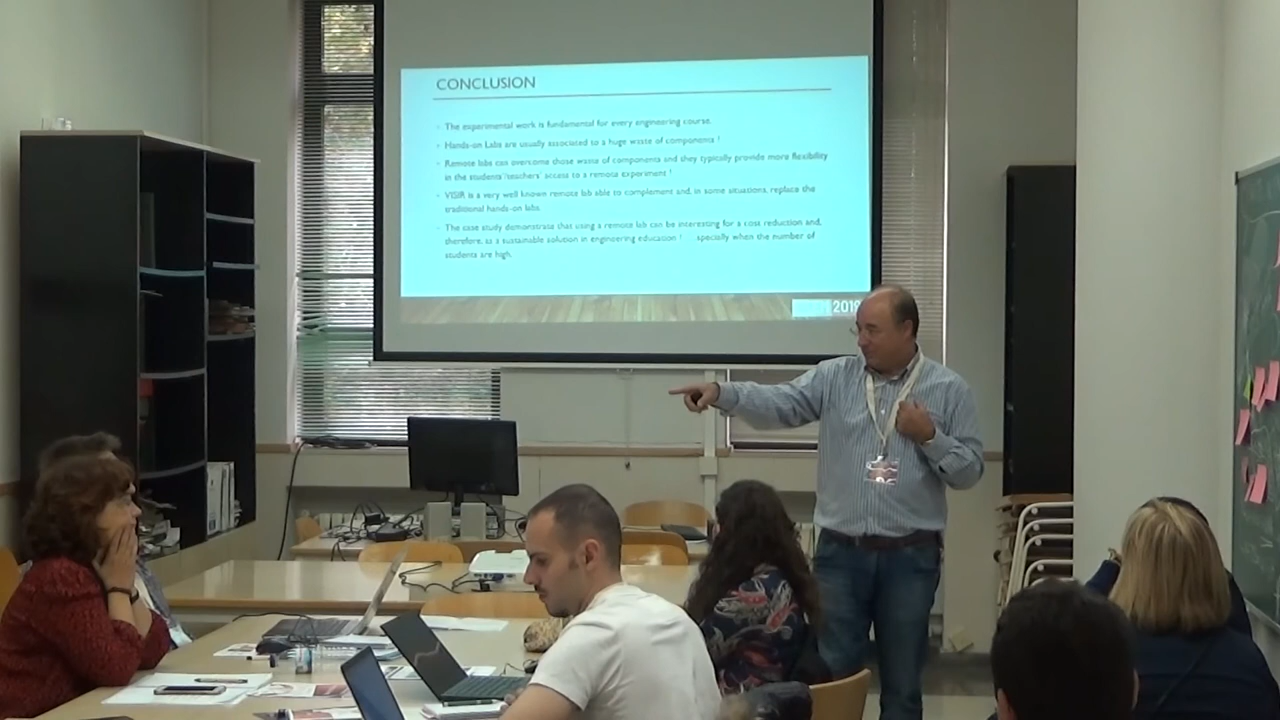 CONCLUSION
The experimental work is fundamental for every engineering course.
Hands-on Labs are usually associated to a huge waste of components !
Remote labs can overcome those waste of components and they typically provide more flexibility
in the students'/teachers' access to a remote experiment !
VISIR is a very well known remote lab able to complement and, in some situations, replace the
traditional hands-on labs.
The case study demonstrate that using a remote lab can be interesting for a cost reduction and,
therefore, as a sustainable solution in engineering education ! specially when the number of
students are high.
2019